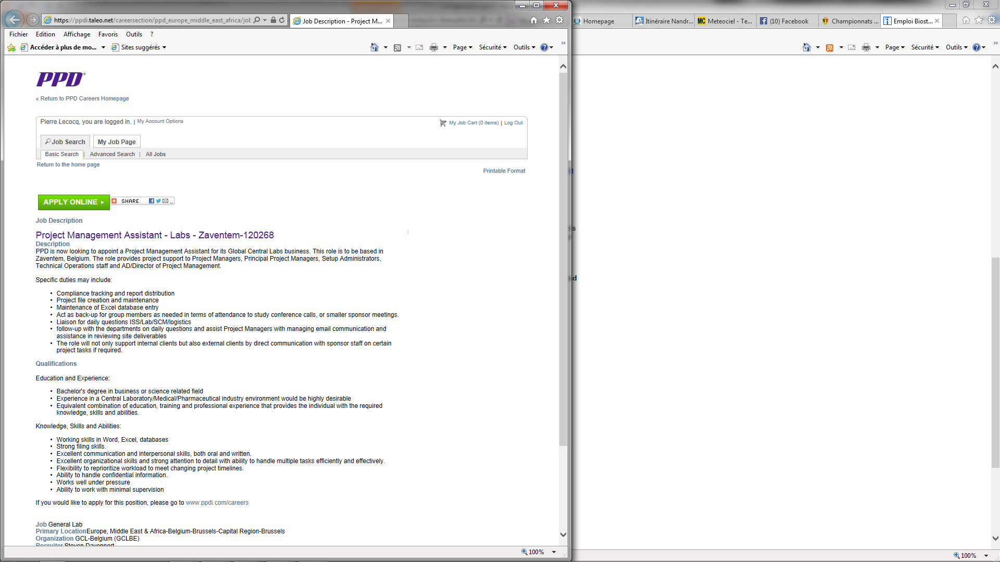 https://ppdi.taleo.net/careersection/ppd_europe_middle_east_africa/jol
Job Description - Project M...
Homepage
Itinéraire Nandr...
MC Meteociel - Te...
(10) Facebook
Championnats ...
Emploi Biost...
Fichier Edition Affichage Favoris Outils ?
Accéder à plus de mo... Sites suggérés
Page Sécurité Outils
Page Sécurité Outils
PPD
« Return to PPD Careers Homepage
Pierre Lecocq, you are logged in. | My Account Options
My Job Cart (0 items) | Log Out
Job Search My Job Page
Basic Search | Advanced Search | All Jobs
Return to the home page
Printable Format
APPLY ONLINE
SHARE ...
Job Description
Project Management Assistant - Labs - Zaventem-120268
Description
PPD is now looking to appoint a Project Management Assistant for its Global Central Labs business. This role is to be based in
Zaventem, Belgium. The role provides project support to Project Managers, Principal Project Managers, Setup Administrators,
Technical Operations staff and AD/Director of Project Management.
Specific duties may include:
• Compliance tracking and report distribution
• Project file creation and maintenance
• Maintenance of Excel database entry
• Act as back-up for group members as needed in terms of attendance to study conference calls, or smaller sponsor meetings.
• Liaison for daily questions ISS/Lab/SCM/logistics
• follow-up with the departments on daily questions and assist Project Managers with managing email communication and
assistance in reviewing site deliverables
• The role will not only support internal clients but also external clients by direct communication with sponsor staff on certain
project tasks if required.
Qualifications
Education and Experience:
• Bachelor's degree in business or science related field
• Experience in a Central Laboratory/Medical/Pharmaceutical industry environment would be highly desirable
• Equivalent combination of education, training and professional experience that provides the individual with the required
knowledge, skills and abilities.
Knowledge, Skills and Abilities:
• Working skills in Word, Excel, databases
• Strong filing skills.
• Excellent communication and interpersonal skills, both oral and written.
• Excellent organizational skills and strong attention to detail with ability to handle multiple tasks efficiently and effectively.
• Flexibility to reprioritize workload to meet changing project timelines.
• Ability to handle confidential information.
• Works well under pressure
• Ability to work with minimal supervision
If you would like to apply for this position, please go to www.ppdi.com/careers
Job General Lab
Primary LocationEurope, Middle East & Africa-Belgium-Brussels-Capital Region-Brussels
Organization GCL-Belgium (GCLBE)
Recruiter Steven Davenport
100%
100%